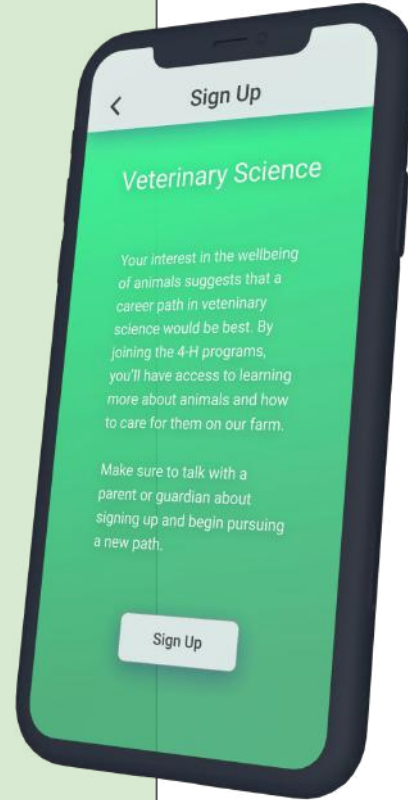 Sign Up
Veterinary Science
Your interest in the wellbeing
of animals suggests that a
career path in veteninary
science would be best. By
joining the 4-H programs,
you'll have access to learning
more about animals and how
to care for them on our farm.
Make sure to talk with a
parent or guardian about
signing up and begin pursuing
a new path.
Sign Up